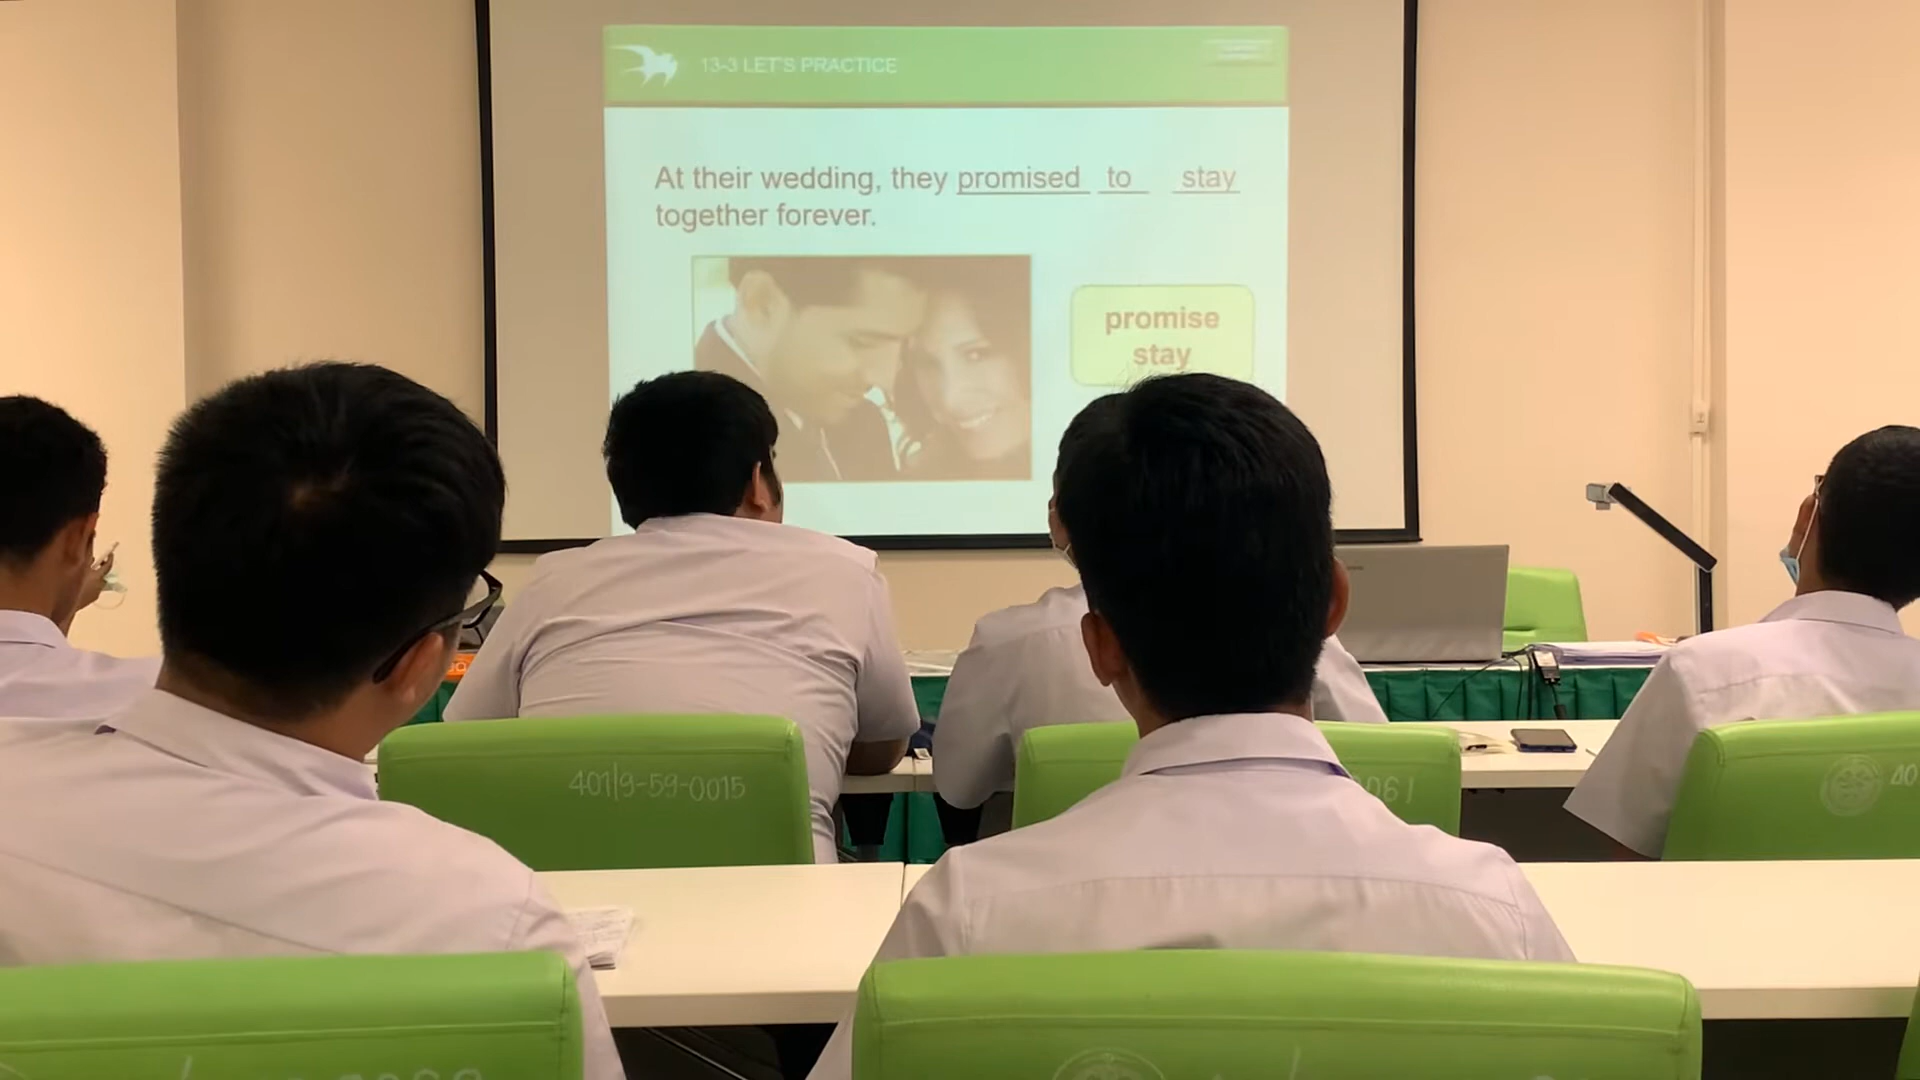 13-3 LET'S PRACTICE
At their wedding, they promised to stay
together forever.
promise
stay
401/9-59-0015